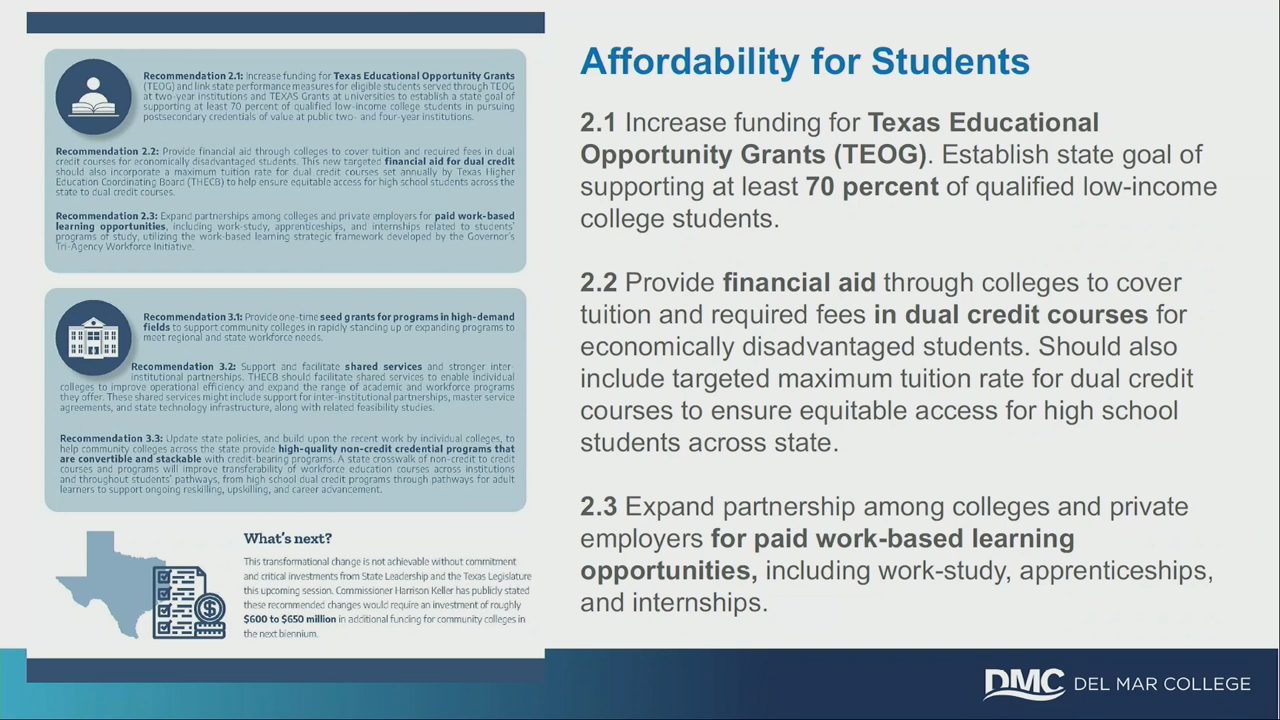 Recommendation 2.1: Increase funding for Texas Educational Opportunity Grants
(TEOG) and link state performance measures for eligible students served through TEOG
at two-year institutions and TEXAS Grants at universities to establish a state goal of
supporting at least 70 percent of qualified low-income college students in pursuing
postsecondary credentials of value at public two- and four-year institutions.
Recommendation 2.2: Provide financial aid through colleges to cover tuition and required fees in dual
credit courses for economically disadvantaged students. This new targeted financial aid for dual credit
should also incorporate a maximum tuition rate for dual credit courses set annually by Texas Higher
Education Coordinating Board (THECB) to help ensure equitable access for high school students across the
state to dual credit courses.
Recommendation 2.3: Expand partnerships among colleges and private employers for paid work-based
learning opportunities, including work-study, apprenticeships, and internships related to students'
programs of study, utilizing the work-based learning strategic framework developed by the Governor's
Tri-Agency Workforce Initiative.
Recommendation 3.1: Provide one-time seed grants for programs in high-demand
fields to support community colleges in rapidly standing up or expanding programs to
meet regional and state workforce needs.
Recommendation 3.2: Support and facilitate shared services and stronger inter-
institutional partnerships. THECB should facilitate shared services to enable individual
colleges to improve operational efficiency and expand the range of academic and workforce programs
they offer. These shared services might include support for inter-institutional partnerships, master service
agreements, and state technology infrastructure, along with related feasibility studies.
Recommendation 3.3: Update state policies, and build upon the recent work by individual colleges, to
help community colleges across the state provide high-quality non-credit credential programs that
are convertible and stackable with credit-bearing programs. A state crosswalk of non-credit to credit
courses and programs will improve transferability of workforce education courses across institutions
and throughout students' pathways, from high school dual credit programs through pathways for adult
learners to support ongoing reskilling, upskilling, and career advancement.
What's next?
This transformational change is not achievable without commitment
and critical investments from State Leadership and the Texas Legislature
this upcoming session. Commissioner Harrison Keller has publicly stated
these recommended changes would require an investment of roughly
$600 to $650 million in additional funding for community colleges in
the next biennium.
Affordability for Students
2.1 Increase funding for Texas Educational
Opportunity Grants (TEOG). Establish state goal of
supporting at least 70 percent of qualified low-income
college students.
2.2 Provide financial aid through colleges to cover
tuition and required fees in dual credit courses for
economically disadvantaged students. Should also
include targeted maximum tuition rate for dual credit
courses to ensure equitable access for high school
students across state.
2.3 Expand partnership among colleges and private
employers for paid work-based learning
opportunities, including work-study, apprenticeships,
and internships.
DMC DEL MAR COLLEGE